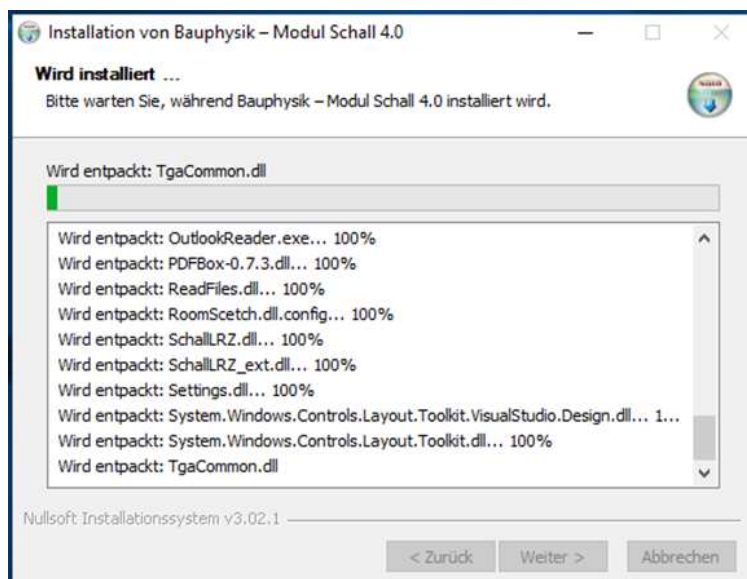 Installation von Bauphysik – Modul Schall 4.0
Wird installiert ...
Bitte warten Sie, während Bauphysik – Modul Schall 4.0 installiert wird.
Wird entpackt: TgaCommon.dll
Wird entpackt: OutlookReader.exe... 100%
Wird entpackt: PDFBox-0.7.3.dll... 100%
Wird entpackt: ReadFiles.dll... 100%
Wird entpackt: RoomScetch.dll.config... 100%
Wird entpackt: SchallLRZ.dll... 100%
Wird entpackt: SchallLRZ_ext.dll... 100%
Wird entpackt: Settings.dll... 100%
Wird entpackt: System.Windows.Controls.Layout.Toolkit.VisualStudio.Design.dll... 1...
Wird entpackt: System.Windows.Controls.Layout.Toolkit.dll... 100%
Wird entpackt: TgaCommon.dll
Nullsoft Installationssystem v3.02.1
< Zurück Weiter > Abbrechen